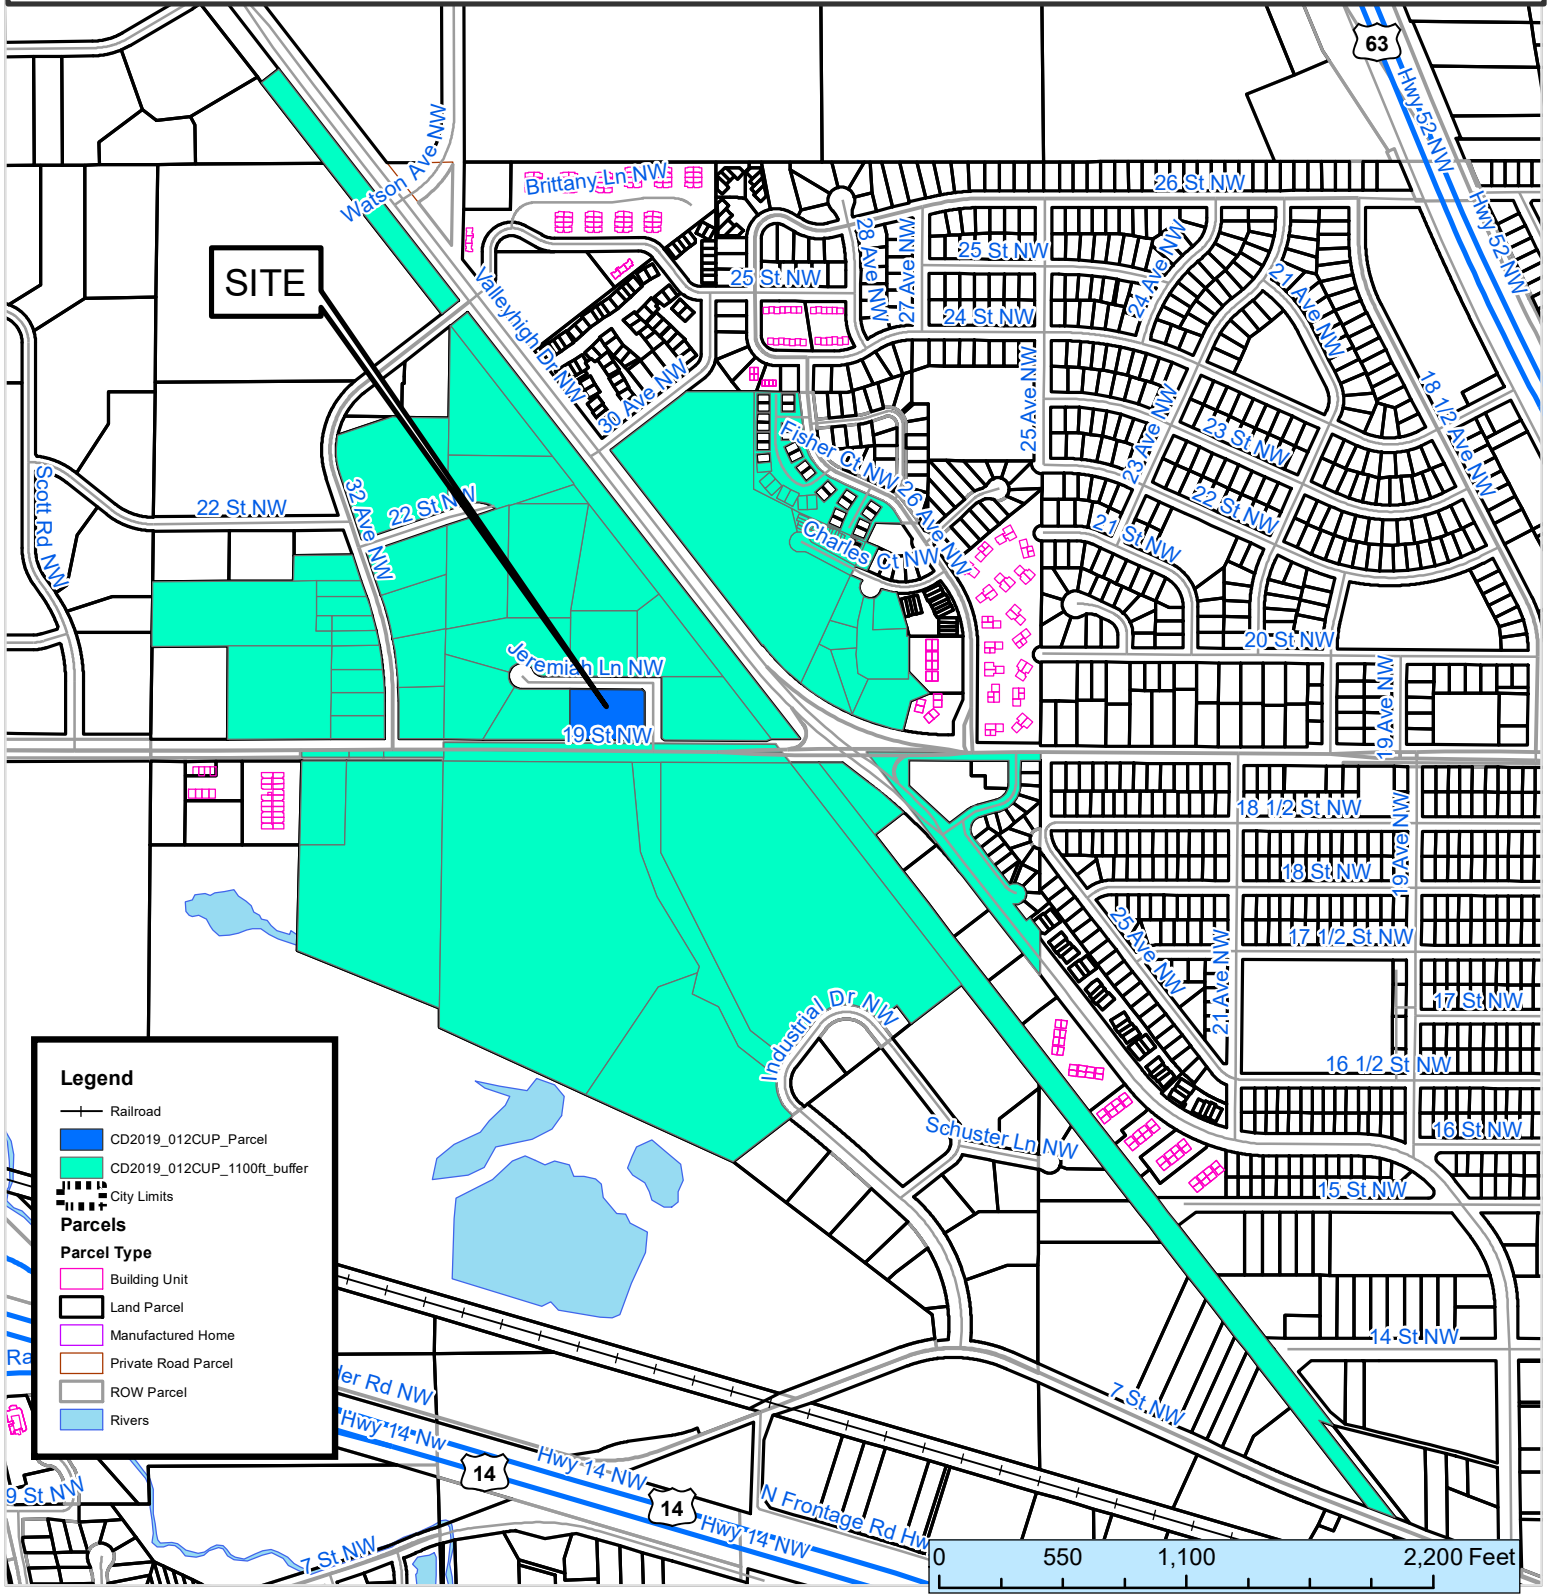 63
Hwy 52 NW
Watson Ave NW
Brittany Ln NW
26 St NW
Hwy 52 NW
28 Ave NW
27 Ave NW
25 St NW
24 Ave NW
SITE
Valleyhigh Dr NW
25 St NW
21 Ave NW
24 St NW
30 Ave NW
25 Ave NW
18 1/2 Ave NW
23 Ave NW
23 St NW
Fisher Ct NW
Scott Rd NW
32 Ave NW
22 St NW
22 St NW
26 Ave NW
22 St NW
21 St NW
Charles Ct NW
20 St NW
Jeremiah Ln NW
19 Ave NW
19 St NW
18 1/2 St NW
19 Ave NW
18 St NW
25 Ave NW
17 1/2 St NW
21 Ave NW
17 St NW
Industrial Dr NW
16 1/2 St NW
Schuster Ln NW
16 St NW
15 St NW
14 St NW
7 St NW
Legend
Railroad
CD2019_012CUP_Parcel
CD2019_012CUP_1100ft_buffer
City Limits
Parcels
Parcel Type
Building Unit
Land Parcel
Manufactured Home
Private Road Parcel
ROW Parcel
Rivers
Ra
ler Rd NW
Hwy 14 Nw
14
Hwy 14 NW
14
Hwy 14 NW
N Frontage Rd Hw
9 St NW
7 St NW
0 550 1,100 2,200 Feet